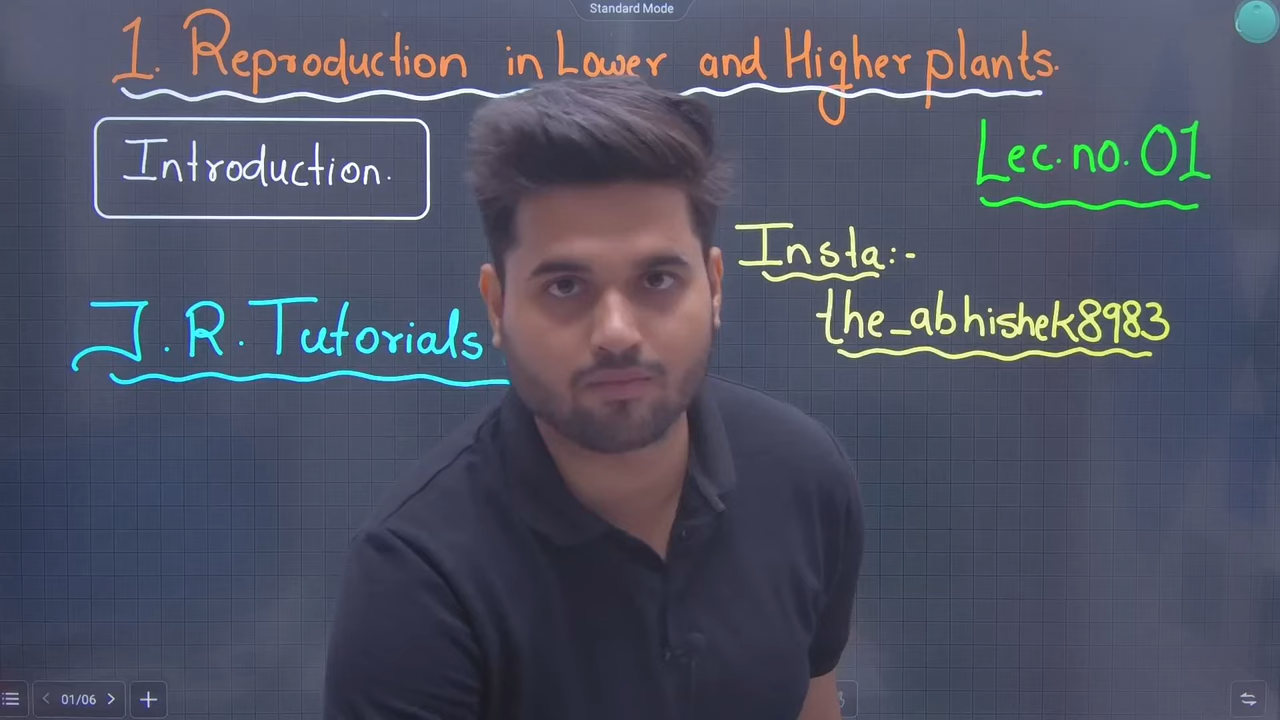 Standard Mode
1. Reproduction in Lower and Higher plants.
Introduction.
Lec. no. 01
Insta:-
the_abhishek8983
J. R. Tutorials
01/06